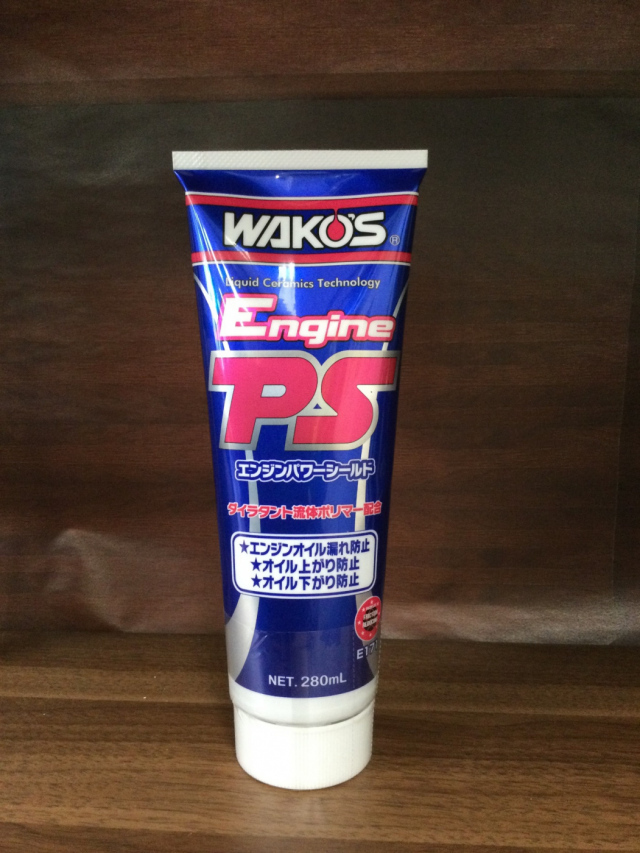 WAKO'S®
Liquid Ceramics Technology
Engine
PS
エンジンパワーシールド
ダイラタント流体ポリマー配合
★エンジンオイル漏れ防止
★オイル上がり防止
★オイル下がり防止
NET. 280mL